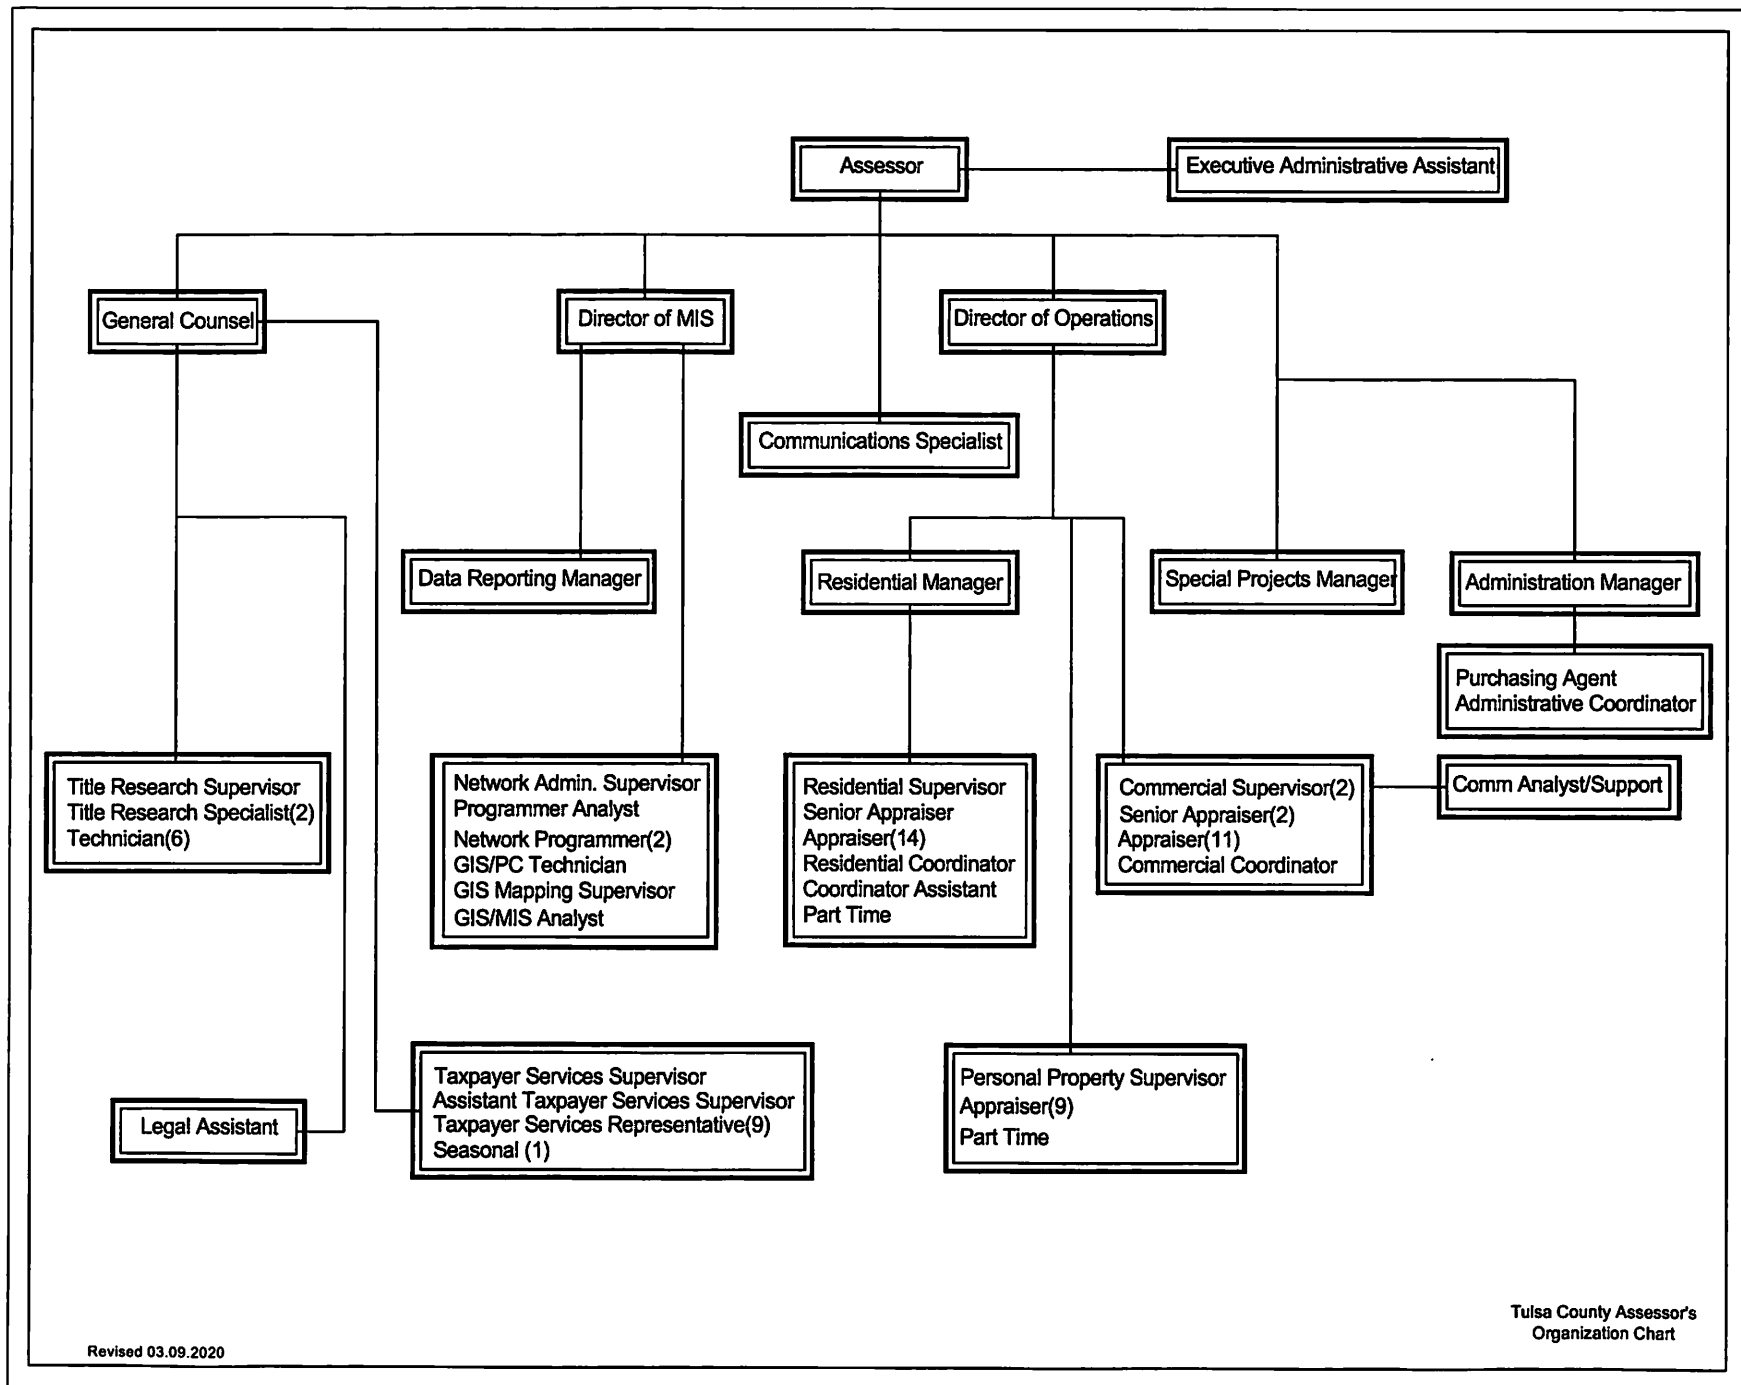 Assessor
Executive Administrative Assistant
General Counsel
Director of MIS
Director of Operations
Communications Specialist
Data Reporting Manager
Residential Manager
Special Projects Manager
Administration Manager
Purchasing Agent
Administrative Coordinator
Title Research Supervisor
Title Research Specialist(2)
Technician(6)
Network Admin. Supervisor
Programmer Analyst
Network Programmer(2)
GIS/PC Technician
GIS Mapping Supervisor
GIS/MIS Analyst
Residential Supervisor
Senior Appraiser
Appraiser(14)
Residential Coordinator
Coordinator Assistant
Part Time
Commercial Supervisor(2)
Senior Appraiser(2)
Appraiser(11)
Commercial Coordinator
Comm Analyst/Support
Legal Assistant
Taxpayer Services Supervisor
Assistant Taxpayer Services Supervisor
Taxpayer Services Representative(9)
Seasonal (1)
Personal Property Supervisor
Appraiser(9)
Part Time
Tulsa County Assessor's
Organization Chart
Revised 03.09.2020